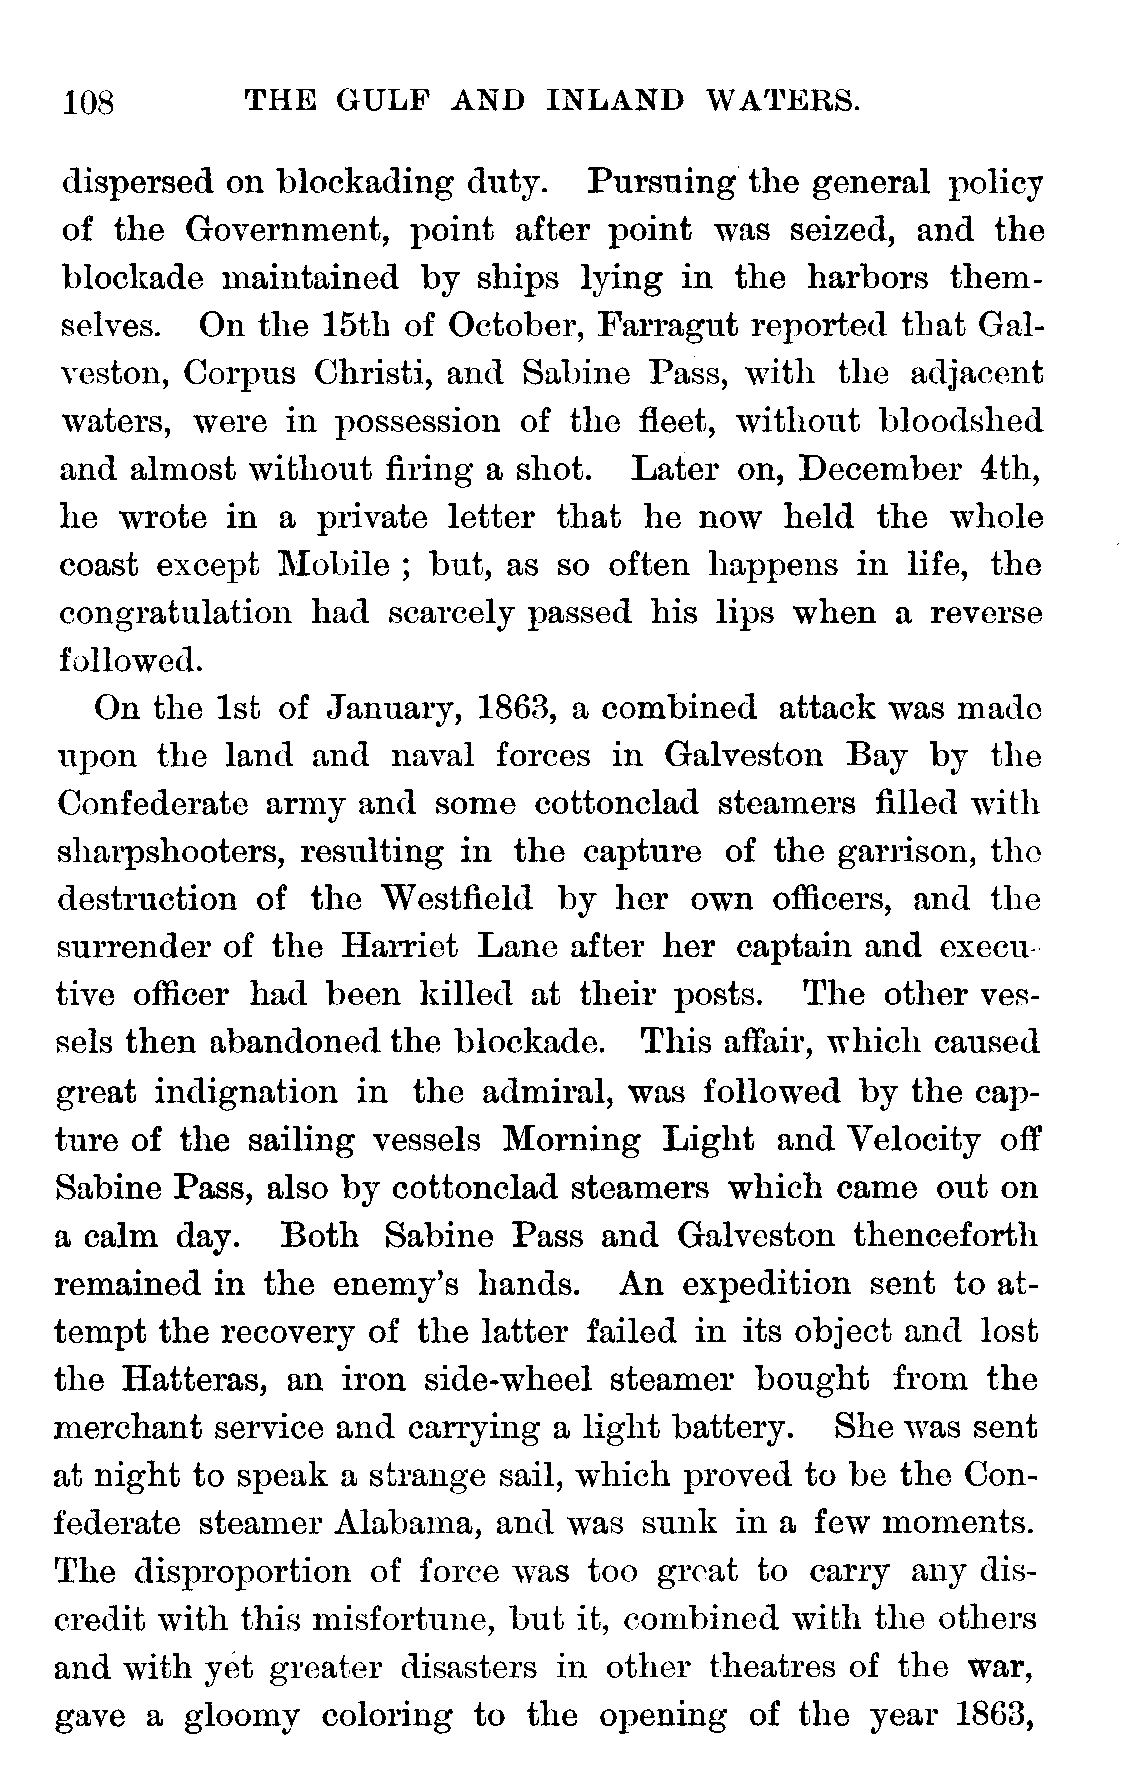 108 THE GULF AND INLAND WATERS.
dispersed on blockading duty. Pursuing the general policy
of the Government, point after point was seized, and the
blockade maintained by ships lying in the harbors them-
selves. On the 15th of October, Farragut reported that Gal-
veston, Corpus Christi, and Sabine Pass, with the adjacent
waters, were in possession of the fleet, without bloodshed
and almost without firing a shot. Later on, December 4th,
he wrote in a private letter that he now held the whole
coast except Mobile ; but, as so often happens in life, the
congratulation had scarcely passed his lips when a reverse
followed.
On the 1st of January, 1863, a combined attack was made
upon the land and naval forces in Galveston Bay by the
Confederate army and some cottonclad steamers filled with
sharpshooters, resulting in the capture of the garrison, the
destruction of the Westfield by her own officers, and the
surrender of the Harriet Lane after her captain and execu-
tive officer had been killed at their posts. The other ves-
sels then abandoned the blockade. This affair, which caused
great indignation in the admiral, was followed by the cap-
ture of the sailing vessels Morning Light and Velocity off
Sabine Pass, also by cottonclad steamers which came out on
a calm day. Both Sabine Pass and Galveston thenceforth
remained in the enemy's hands. An expedition sent to at-
tempt the recovery of the latter failed in its object and lost
the Hatteras, an iron side-wheel steamer bought from the
merchant service and carrying a light battery. She was sent
at night to speak a strange sail, which proved to be the Con-
federate steamer Alabama, and was sunk in a few moments.
The disproportion of force was too great to carry any dis-
credit with this misfortune, but it, combined with the others
and with yet greater disasters in other theatres of the war,
gave a gloomy coloring to the opening of the year 1863,